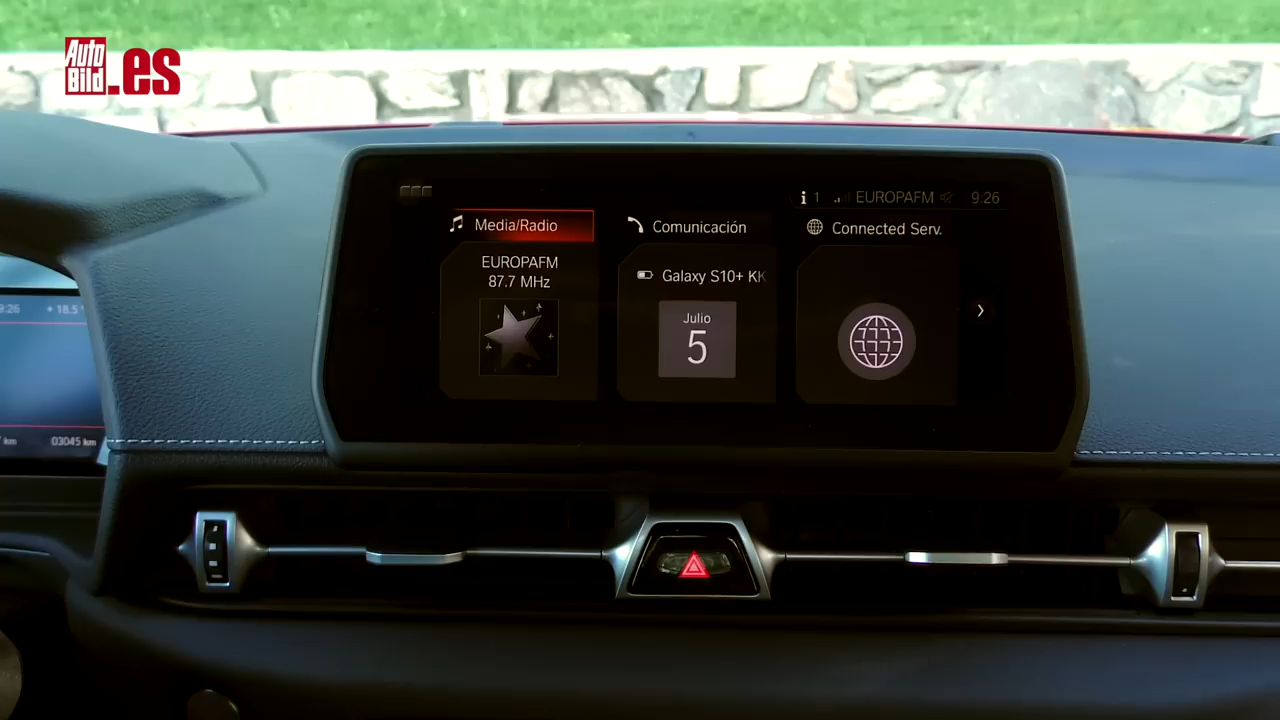 Auto
Bild
.es
i 1 EUROPAFM 9:26
Media/Radio
EUROPAFM
87.7 MHz
Comunicación
Galaxy S10+ KK
Julio
5
Connected Serv.
9:26 + 18.5°
km 03045 km